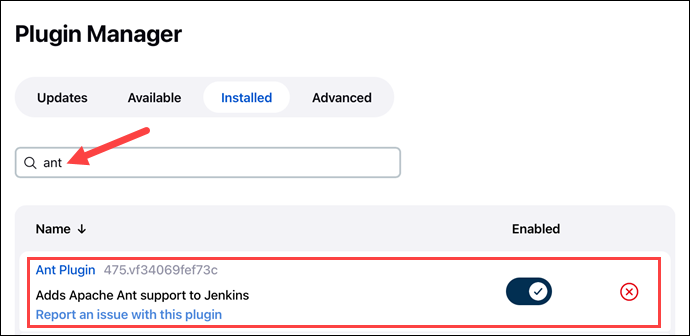 Plugin Manager
Updates Available Installed Advanced
ant
Name ↓ Enabled
Ant Plugin 475.vf34069fef73c
Adds Apache Ant support to Jenkins
Report an issue with this plugin